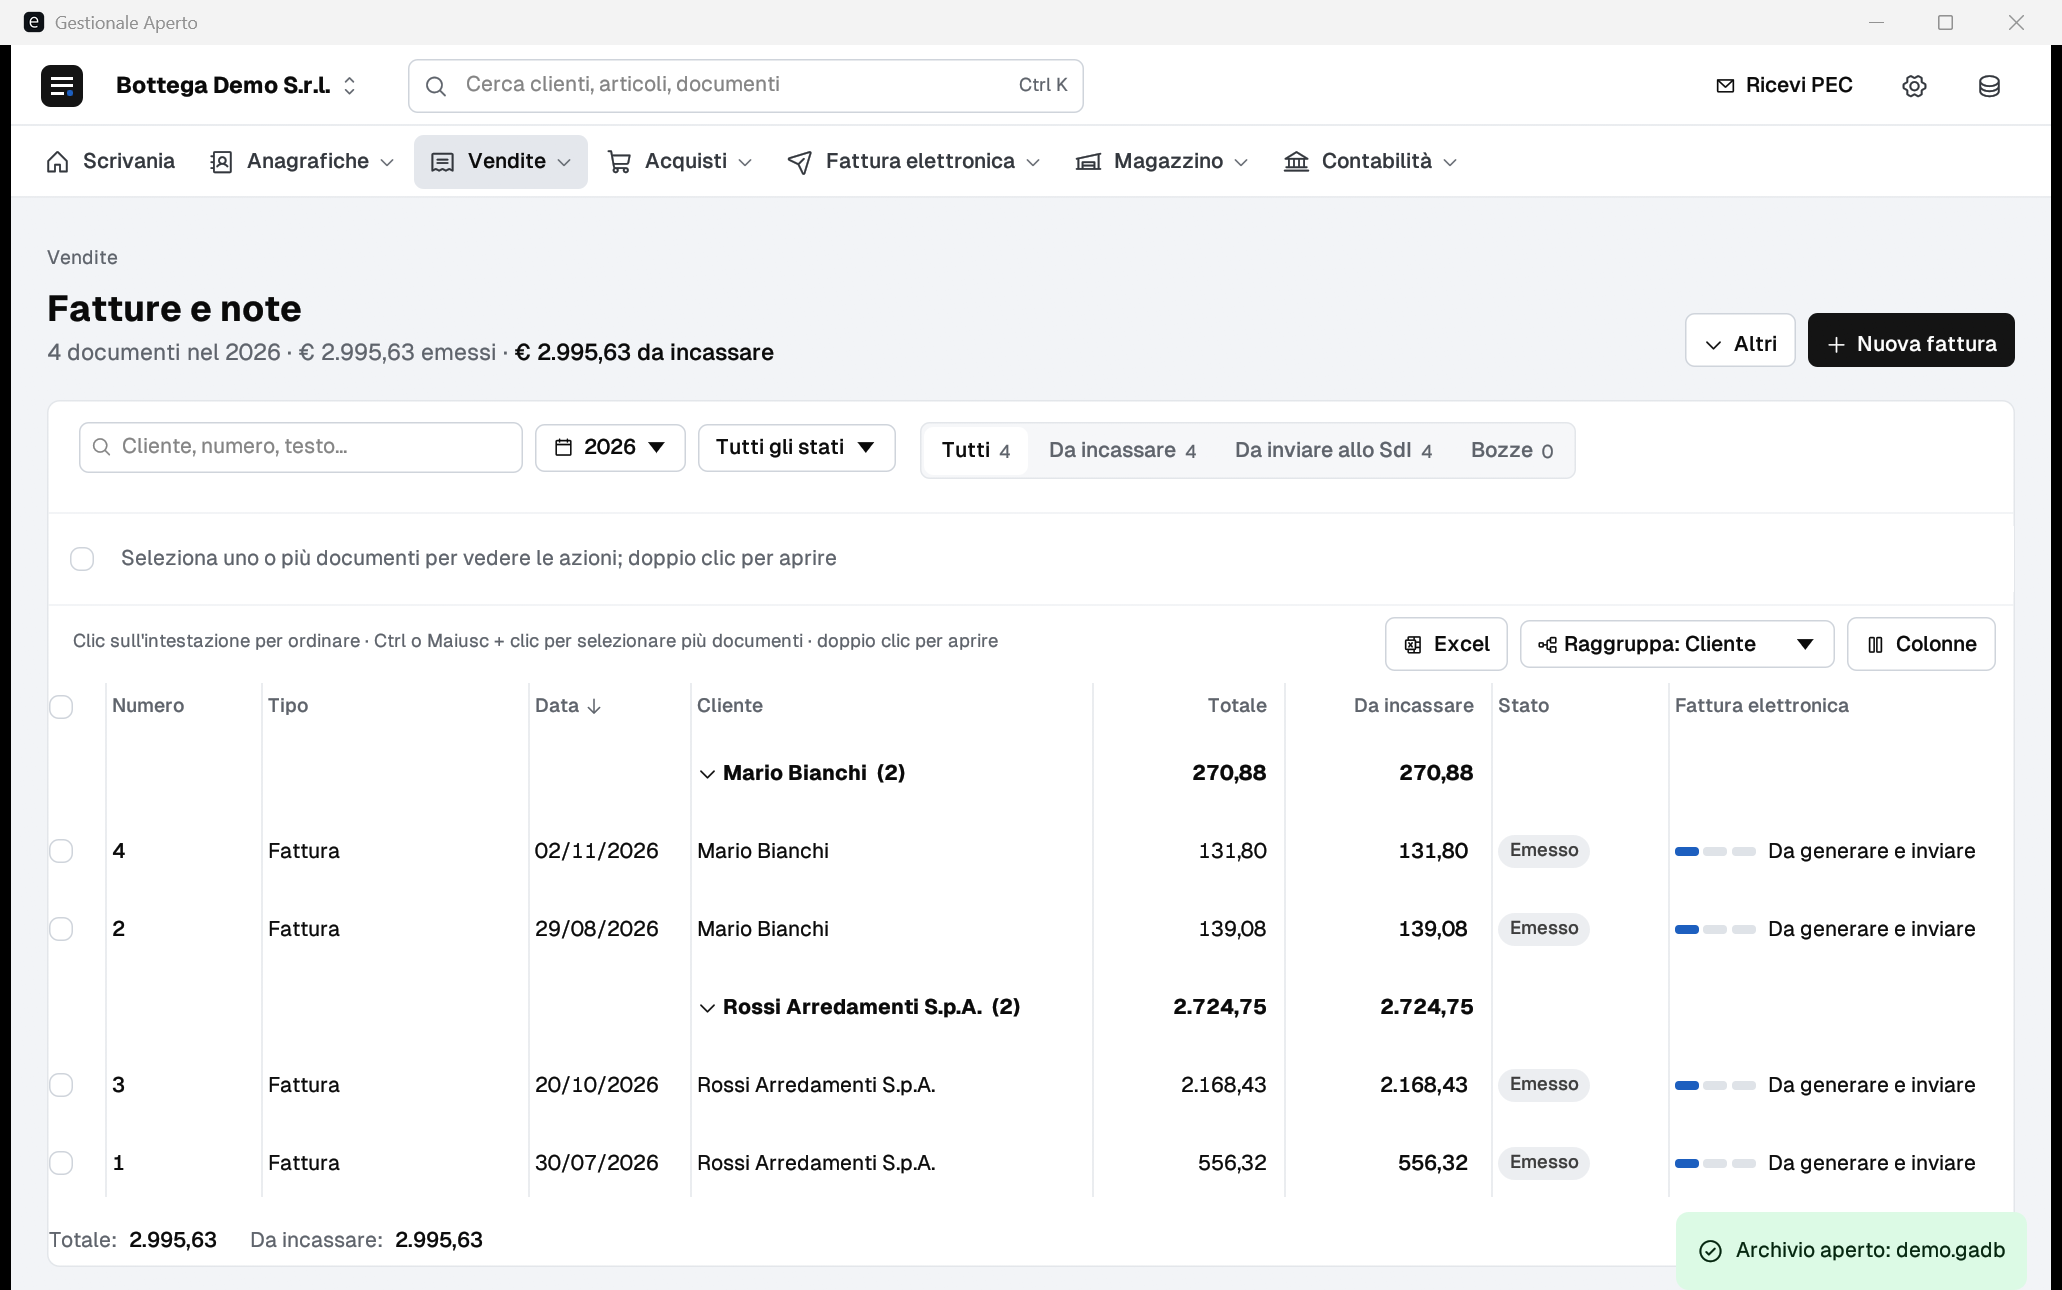 Gestionale Aperto
Bottega Demo S.r.l.
Cerca clienti, articoli, documenti
Ctrl K
Ricevi PEC
Scrivania
Anagrafiche
Vendite
Acquisti
Fattura elettronica
Magazzino
Contabilità
Vendite
Fatture e note
4 documenti nel 2026 · € 2.995,63 emessi · € 2.995,63 da incassare
Altri
+ Nuova fattura
Cliente, numero, testo...
2026
Tutti gli stati
Tutti 4
Da incassare 4
Da inviare allo SdI 4
Bozze 0
Seleziona uno o più documenti per vedere le azioni; doppio clic per aprire
Clic sull'intestazione per ordinare · Ctrl o Maiusc + clic per selezionare più documenti · doppio clic per aprire
Excel
Raggruppa: Cliente
Colonne
Numero Tipo Data ↓ Cliente Totale Da incassare Stato Fattura elettronica
Mario Bianchi (2) 270,88 270,88
4 Fattura 02/11/2026 Mario Bianchi 131,80 131,80 Emesso Da generare e inviare
2 Fattura 29/08/2026 Mario Bianchi 139,08 139,08 Emesso Da generare e inviare
Rossi Arredamenti S.p.A. (2) 2.724,75 2.724,75
3 Fattura 20/10/2026 Rossi Arredamenti S.p.A. 2.168,43 2.168,43 Emesso Da generare e inviare
1 Fattura 30/07/2026 Rossi Arredamenti S.p.A. 556,32 556,32 Emesso Da generare e inviare
Totale: 2.995,63 Da incassare: 2.995,63
Archivio aperto: demo.gadb